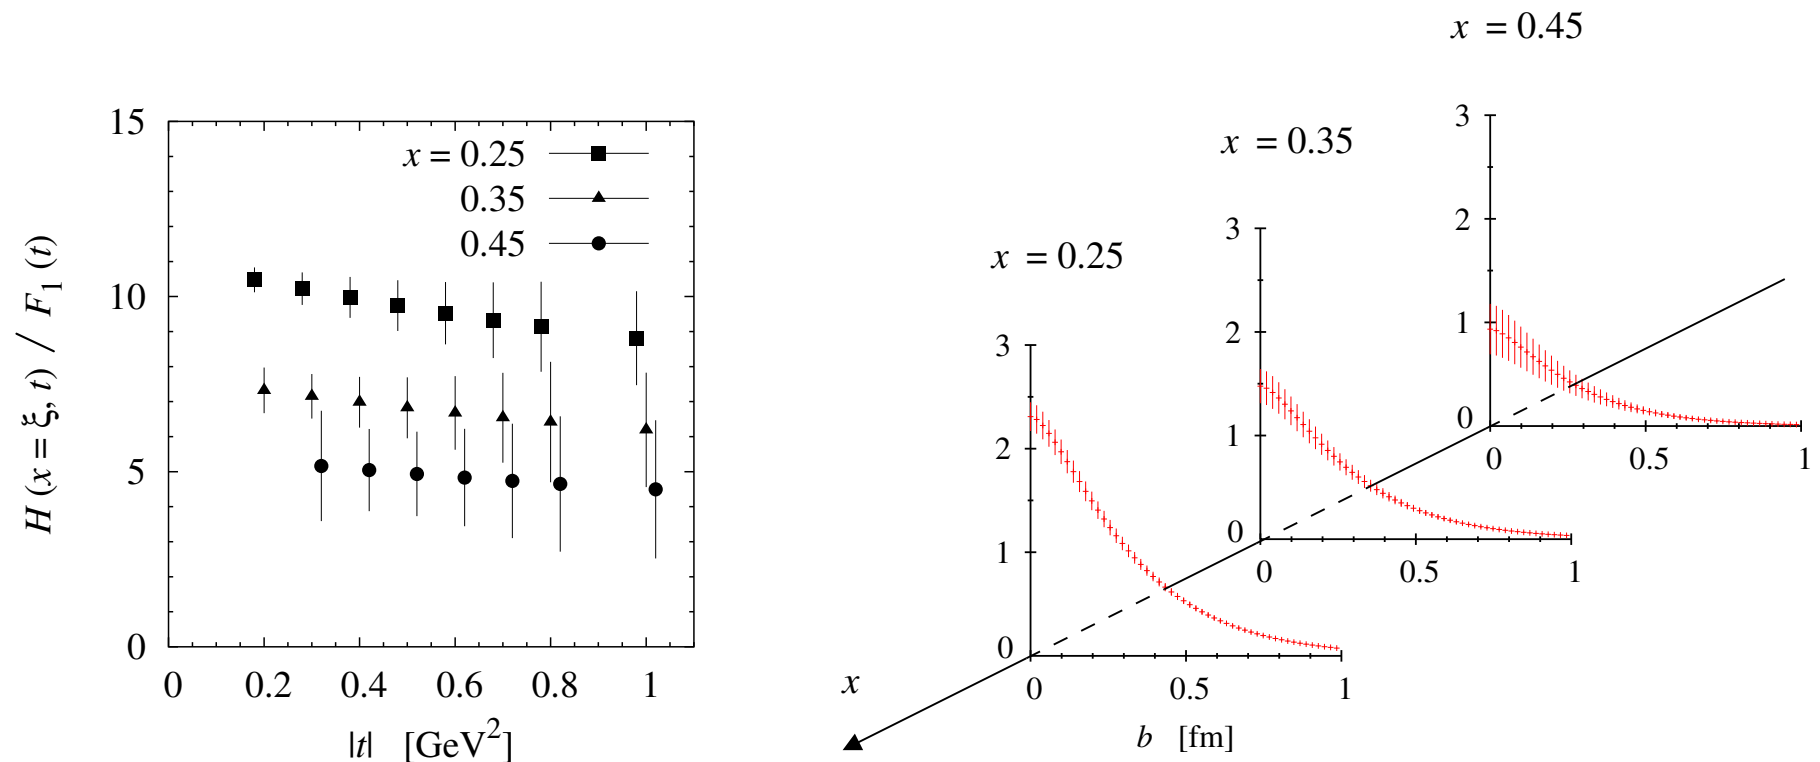 H (x = ξ, t) / F₁ (t)
15
10
5
0
x = 0.25
0.35
0.45
0 0.2 0.4 0.6 0.8 1
|t| [GeV²]
x = 0.45
3
2
1
0
0 0.5 1
x = 0.35
3
2
1
0
0 0.5 1
x = 0.25
3
2
1
0
0 0.5 1
x
b [fm]